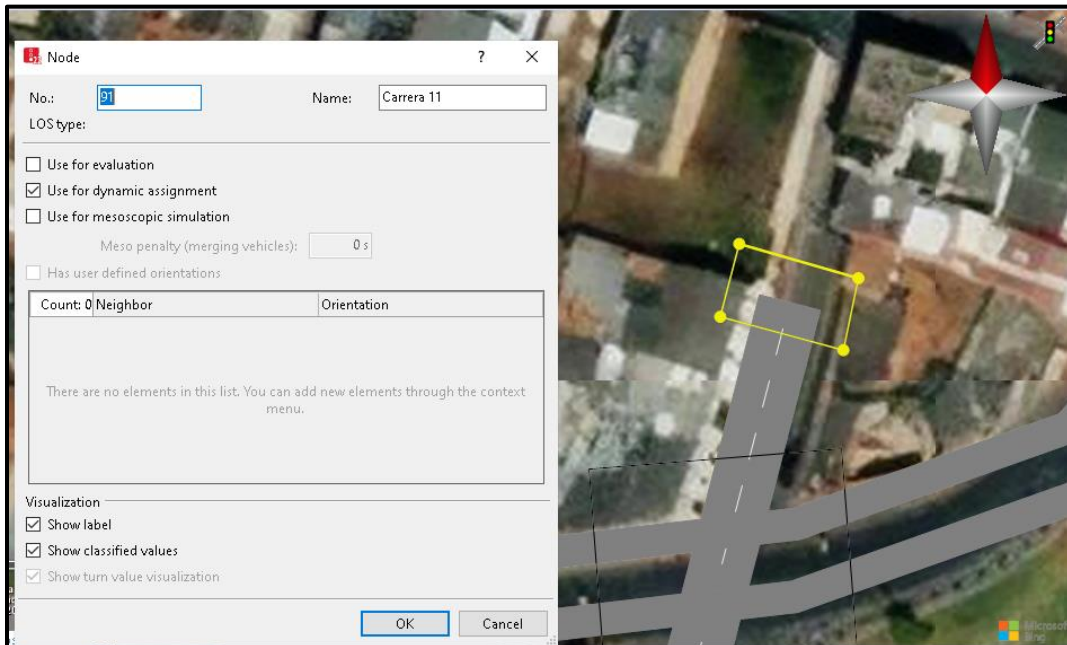 Node
?
No.:
91
Name:
Carrera 11
LOS type:
Use for evaluation
Use for dynamic assignment
Use for mesoscopic simulation
Meso penalty (merging vehicles):
0 s
Has user defined orientations
Count: 0
Neighbor
Orientation
There are no elements in this list. You can add new elements through the context
menu.
Visualization
Show label
Show classified values
Show turn value visualization
OK
Cancel
Microsoft
Bing